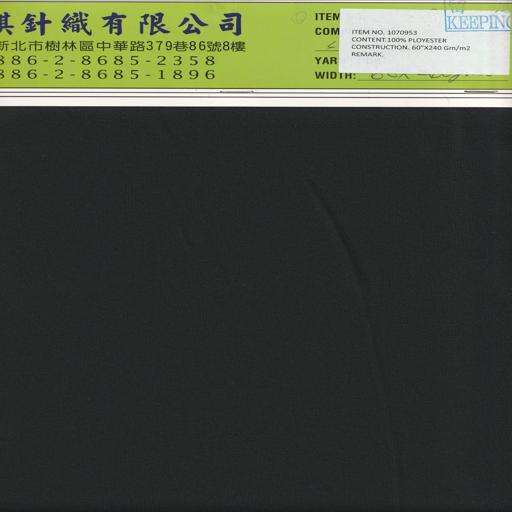 祺針織有限公司
新北市樹林區中華路379巷86號8樓
886-2-8685-2358
886-2-8685-1896
ITEM
COM
YAR
WIDTH:
ITEM NO. 1070953
CONTENT.100% PLOYESTER
CONSTRUCTION. 60"X240 Gm/m2
REMARK.
KEEPING